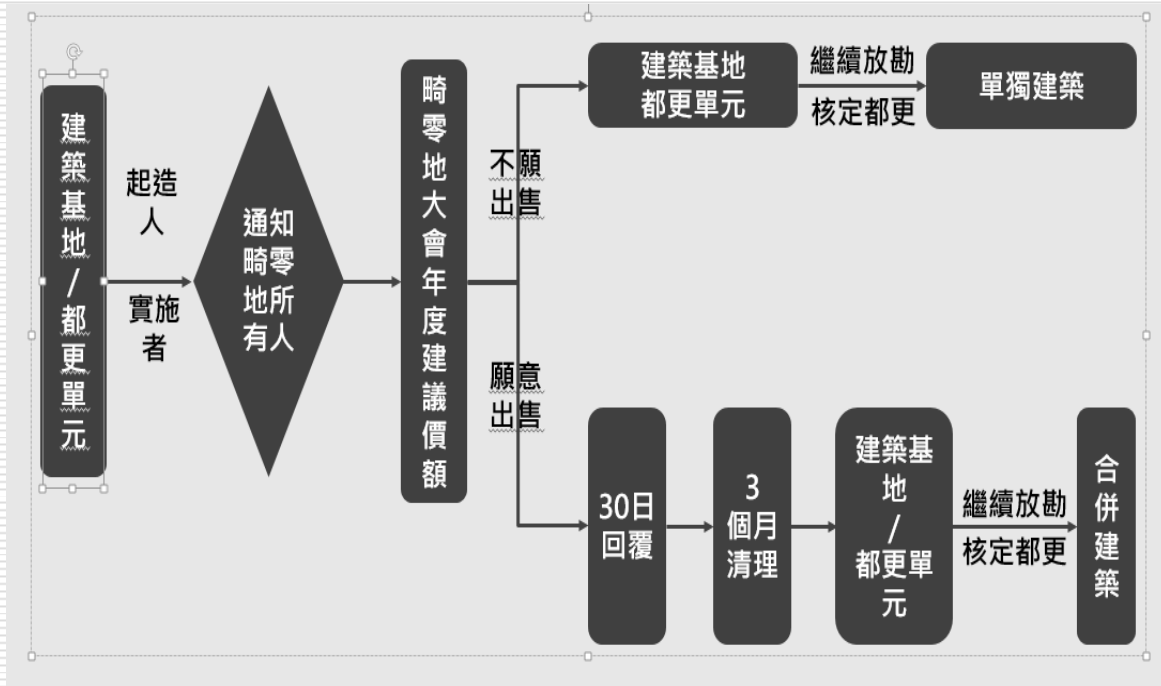 建築基地/都更單元
起造
人
實施
者
通知
畸零
地所
有人
畸零地大會年度建議價額
不願
出售
願意
出售
建築基地
都更單元
繼續放勘
核定都更
單獨建築
30日
回覆
3
個月
清理
建築基
地
/
都更單
元
繼續放勘
核定都更
合併建築